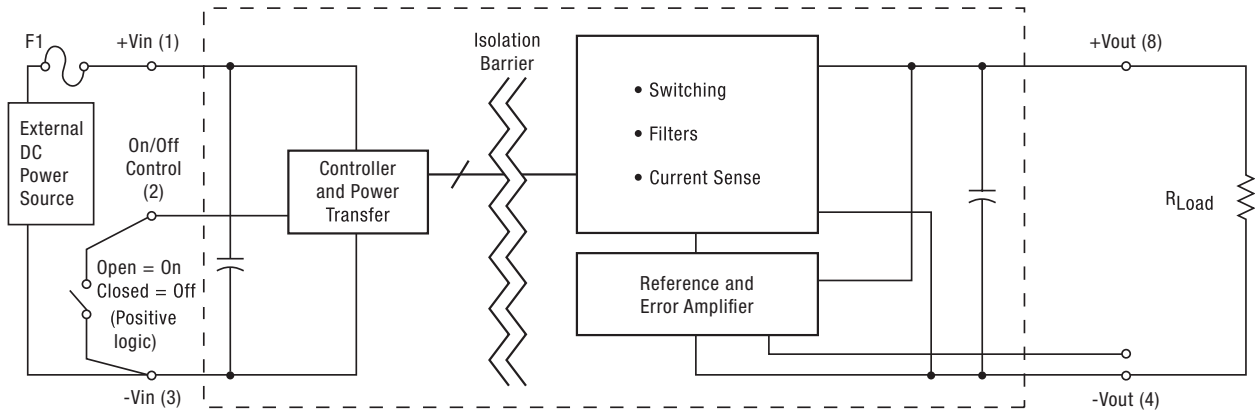 F1
+Vin (1)
External
DC
Power
Source
On/Off
Control
(2)
Open = On
Closed = Off
(Positive
logic)
-Vin (3)
Controller
and Power
Transfer
Isolation
Barrier
• Switching
• Filters
• Current Sense
Reference and
Error Amplifier
+Vout (8)
RLoad
-Vout (4)